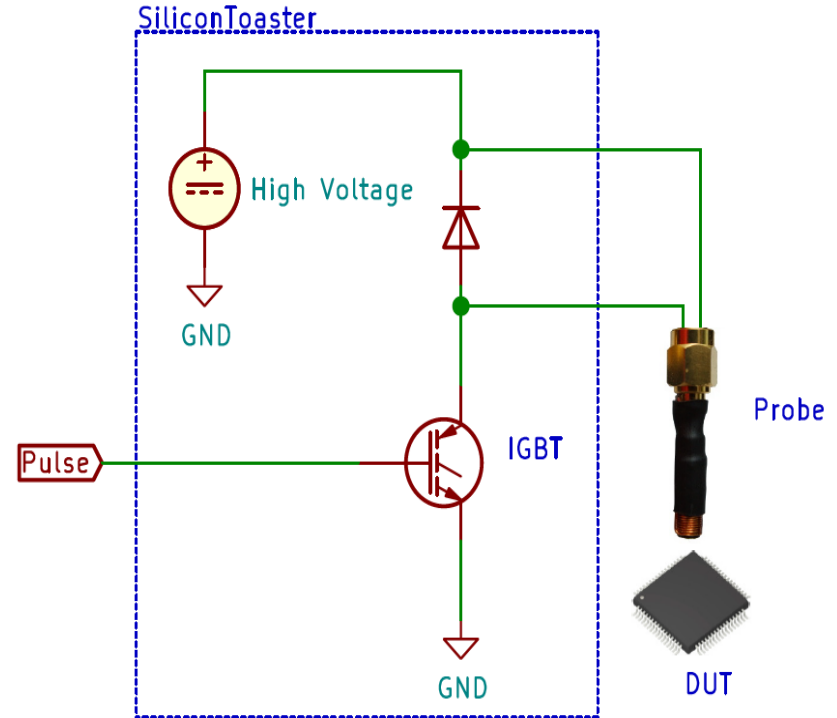 SiliconToaster
High Voltage
GND
Probe
IGBT
Pulse
GND
DUT